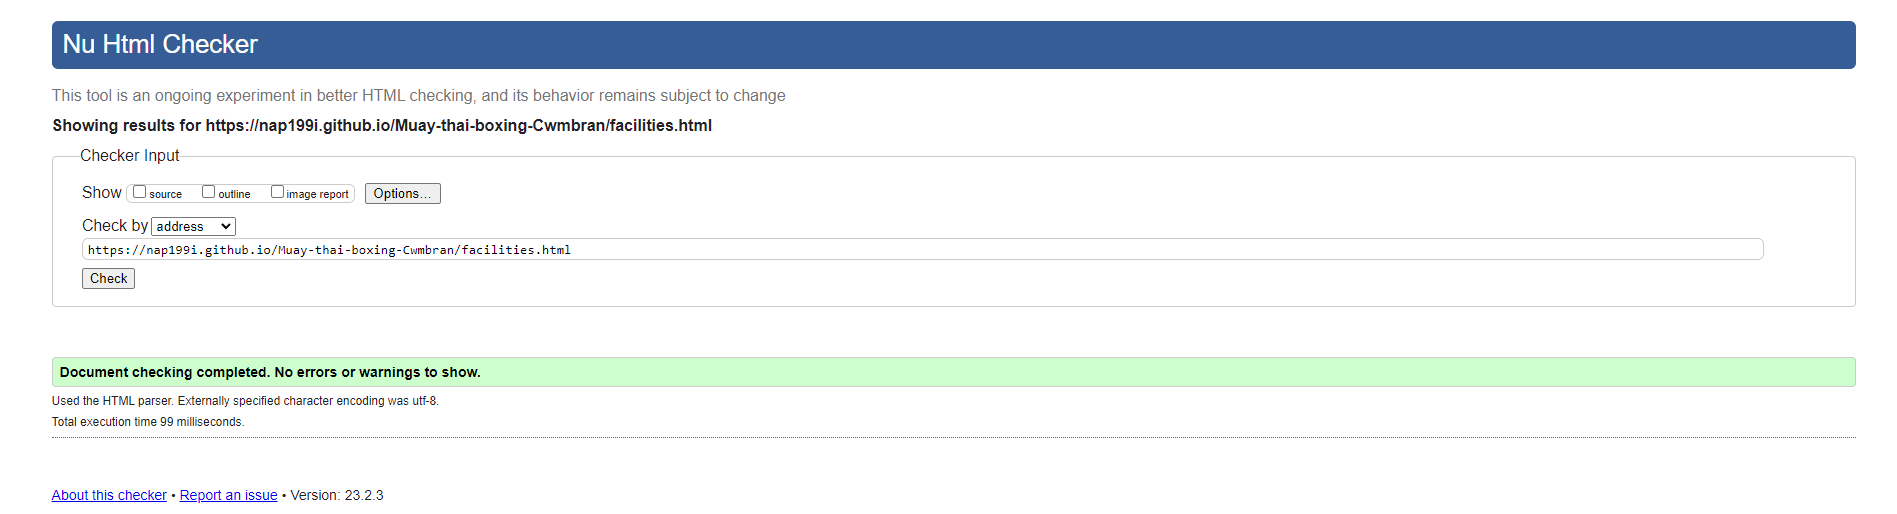 Nu Html Checker
This tool is an ongoing experiment in better HTML checking, and its behavior remains subject to change
Showing results for https://nap199i.github.io/Muay-thai-boxing-Cwmbran/facilities.html
Checker Input
Show source outline image report Options...
Check by address
https://nap199i.github.io/Muay-thai-boxing-Cwmbran/facilities.html
Check
Document checking completed. No errors or warnings to show.
Used the HTML parser. Externally specified character encoding was utf-8.
Total execution time 99 milliseconds.
About this checker • Report an issue • Version: 23.2.3